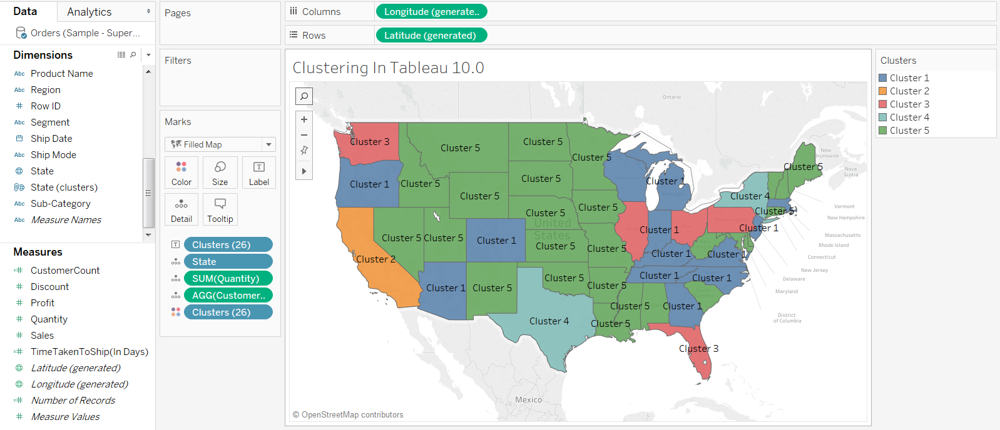 Data
Analytics
Orders (Sample - Super...
Dimensions
Abc Product Name
Abc Region
# Row ID
Abc Segment
Ship Date
Abc Ship Mode
State
State (clusters)
Abc Sub-Category
Abc Measure Names
Measures
=# CustomerCount
# Discount
# Profit
# Quantity
# Sales
=# TimeTakenToShip(In Days)
Latitude (generated)
Longitude (generated)
=# Number of Records
# Measure Values
Pages
Filters
Marks
Filled Map
Color
Size
T
Label
Detail
Tooltip
T Clusters (26)
State
SUM(Quantity)
AGG(Customer..
Clusters (26)
Columns
Longitude (generate..
Rows
Latitude (generated)
Clustering In Tableau 10.0
+
−
Ontario
New
Brunswick
Nova
Scotia
Cluster 3
Cluster 5
Cluster 5
Cluster 5
Cluster 5
Cluster 1
Cluster 5
Cluster 5
Cluster 1
Cluster 5
Cluster 4
Cluster 5
Cluster 5
Cluster 5
Cluster 5
United
States
Cluster 1
Cluster 1
Cluster 5
Cluster 5
Cluster 1
Cluster 5
Cluster 5
Cluster 1
Cluster 1
Cluster 2
Cluster 1
Cluster 1
Cluster 5
Cluster 5
Cluster 1
Cluster 5
Cluster 5
Cluster 1
Cluster 4
Cluster 5
Cluster 3
Vermont
New Hampshire
Massachusetts
Rhode Island
Connecticut
New Jersey
Delaware
Maryland
District
of Columbia
Mexico
© OpenStreetMap contributors
Clusters
Cluster 1
Cluster 2
Cluster 3
Cluster 4
Cluster 5